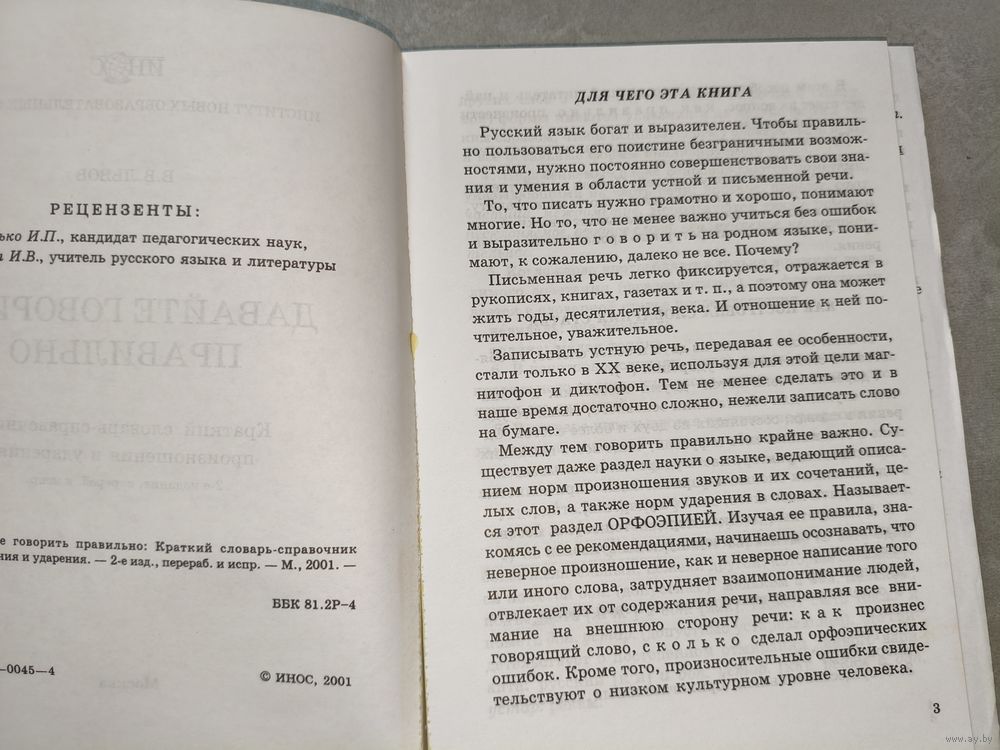 РЕЦЕНЗЕНТЫ:
И.П., кандидат педагогических наук,
И.В., учитель русского языка и литературы
говорить правильно: Краткий словарь-справочник
и ударения. — 2-е изд., перераб. и испр. — М., 2001. —
ББК 81.2Р-4
—0045—4
© ИНОС, 2001
ДЛЯ ЧЕГО ЭТА КНИГА
Русский язык богат и выразителен. Чтобы правиль-
но пользоваться его поистине безграничными возмож-
ностями, нужно постоянно совершенствовать свои зна-
ния и умения в области устной и письменной речи.
То, что писать нужно грамотно и хорошо, понимают
многие. Но то, что не менее важно учиться без ошибок
и выразительно г о в о р и т ь на родном языке, пони-
мают, к сожалению, далеко не все. Почему?
Письменная речь легко фиксируется, отражается в
рукописях, книгах, газетах и т. п., а поэтому она может
жить годы, десятилетия, века. И отношение к ней по-
чтительное, уважительное.
Записывать устную речь, передавая ее особенности,
стали только в XX веке, используя для этой цели маг-
нитофон и диктофон. Тем не менее сделать это и в
наше время достаточно сложно, нежели записать слово
на бумаге.
Между тем говорить правильно крайне важно. Су-
ществует даже раздел науки о языке, ведающий описа-
нием норм произношения звуков и их сочетаний, це-
лых слов, а также норм ударения в словах. Называет-
ся этот раздел ОРФОЭПИЕЙ. Изучая ее правила, зна-
комясь с ее рекомендациями, начинаешь осознавать, что
неверное произношение, как и неверное написание того
или иного слова, затрудняет взаимопонимание людей,
отвлекает их от содержания речи, направляя все вни-
мание на внешнюю сторону речи: к а к произнес
говорящий слово, с к о л ь к о сделал орфоэпических
ошибок. Кроме того, произносительные ошибки свиде-
тельствуют о низком культурном уровне человека.
3
www.ay.by